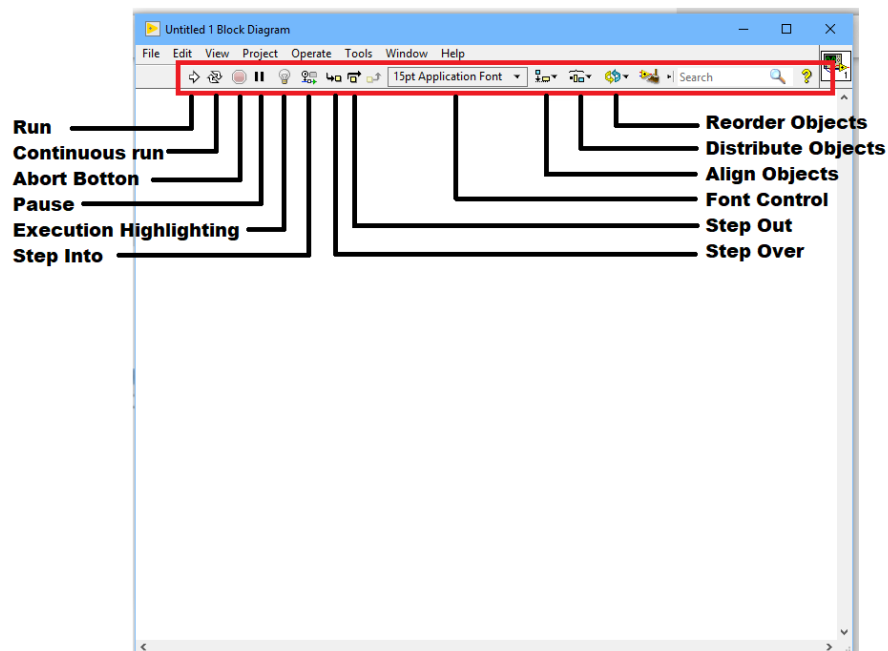 Untitled 1 Block Diagram
File Edit View Project Operate Tools Window Help
15pt Application Font
Search
1
Run
Continuous run
Abort Botton
Pause
Execution Highlighting
Step Into
Reorder Objects
Distribute Objects
Align Objects
Font Control
Step Out
Step Over